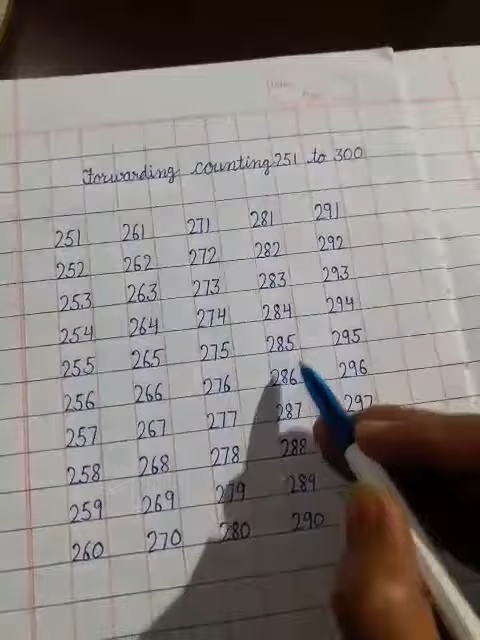 Forwarding counting 251 to 300
251 261 271 281 291
252 262 272 282 292
253 263 273 283 293
254 264 274 284 294
255 265 275 285 295
256 266 276 286 296
257 267 277 287 297
258 268 278 288
259 269 279 289
260 270 280 290